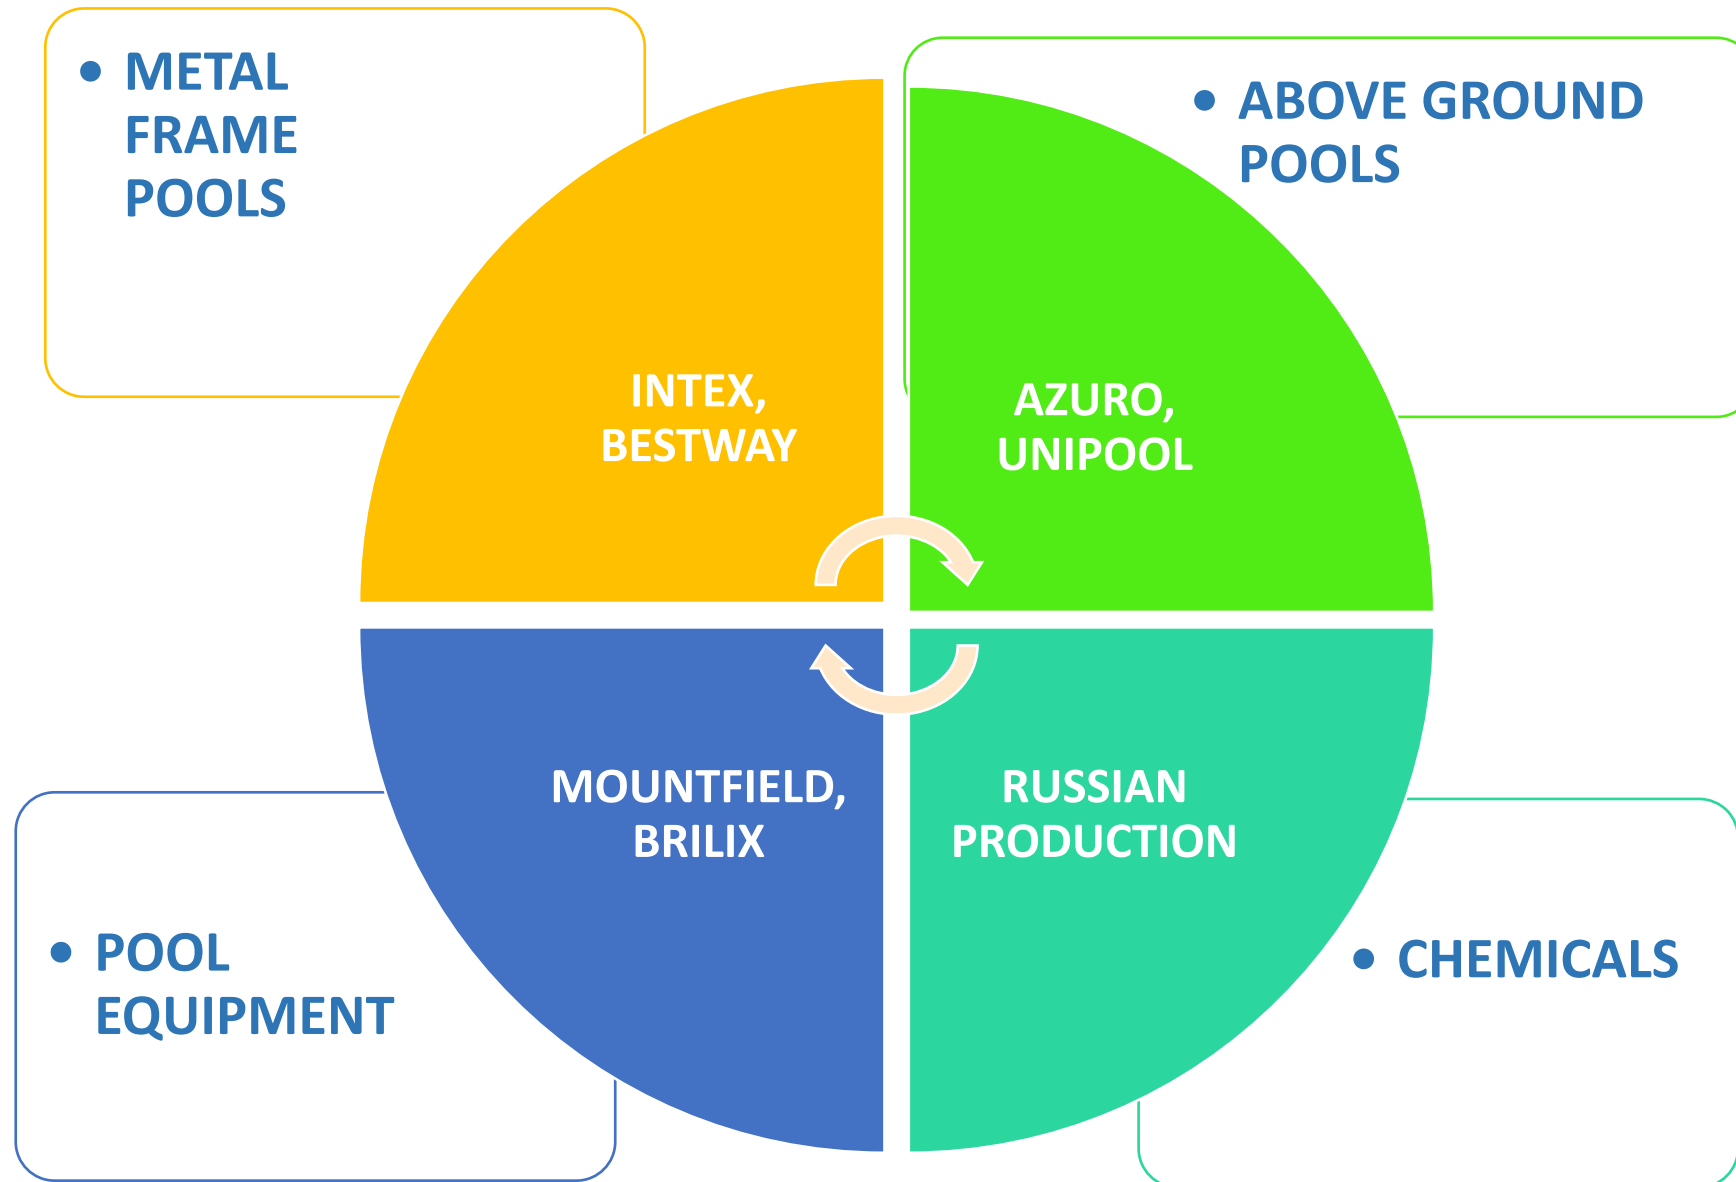 • METAL
FRAME
POOLS
• ABOVE GROUND
POOLS
INTEX,
BESTWAY
AZURO,
UNIPOOL
MOUNTFIELD,
BRILIX
RUSSIAN
PRODUCTION
• POOL
EQUIPMENT
• CHEMICALS